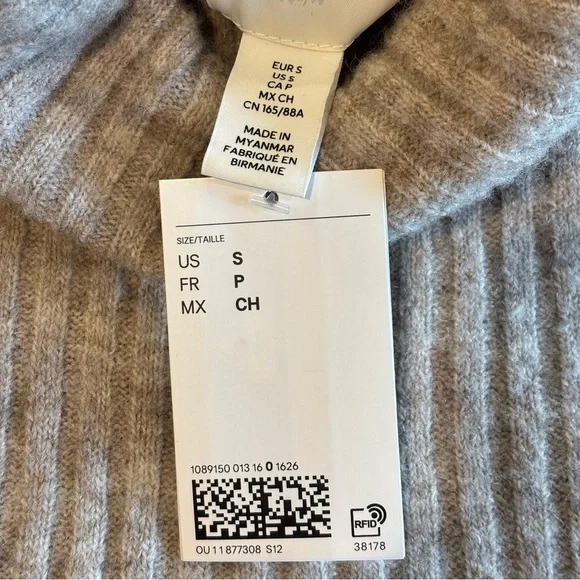 EUR S
US S
CA P
MX CH
CN 165/88A
MADE IN
MYANMAR
FABRIQUÉ EN
BIRMANIE
SIZE/TAILLE
US S
FR P
MX CH
1089150 013 16 0 1626
OU11877308 S12
RFID
38178